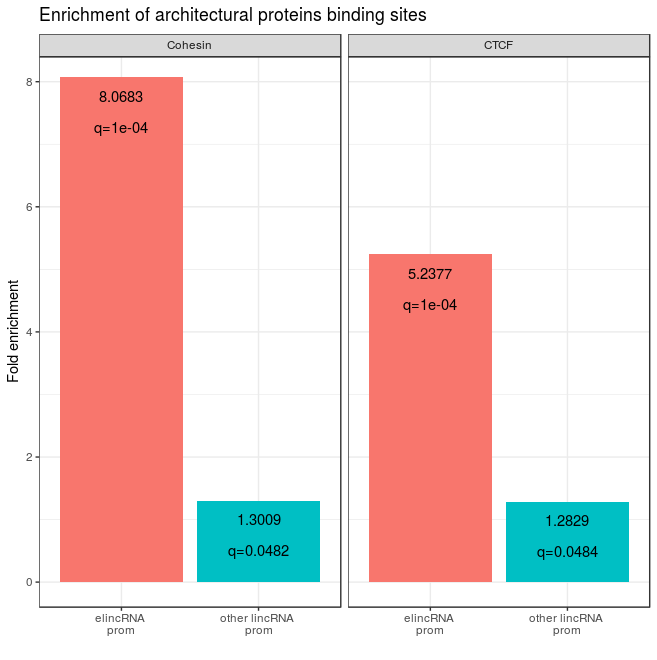 Enrichment of architectural proteins binding sites
Cohesin
CTCF
Fold enrichment
8
6
4
2
0
8.0683
q=1e-04
1.3009
q=0.0482
5.2377
q=1e-04
1.2829
q=0.0484
elincRNA
prom
other lincRNA
prom
elincRNA
prom
other lincRNA
prom